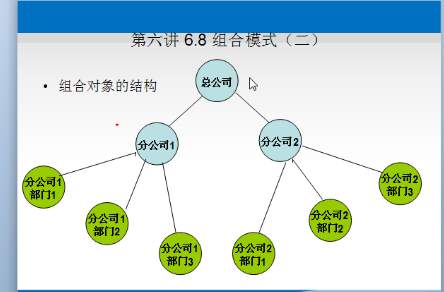 第六讲 6.8 组合模式（二）
• 组合对象的结构
总公司
分公司1
分公司2
分公司1
部门1
分公司1
部门2
分公司1
部门3
分公司2
部门1
分公司2
部门2
分公司2
部门3